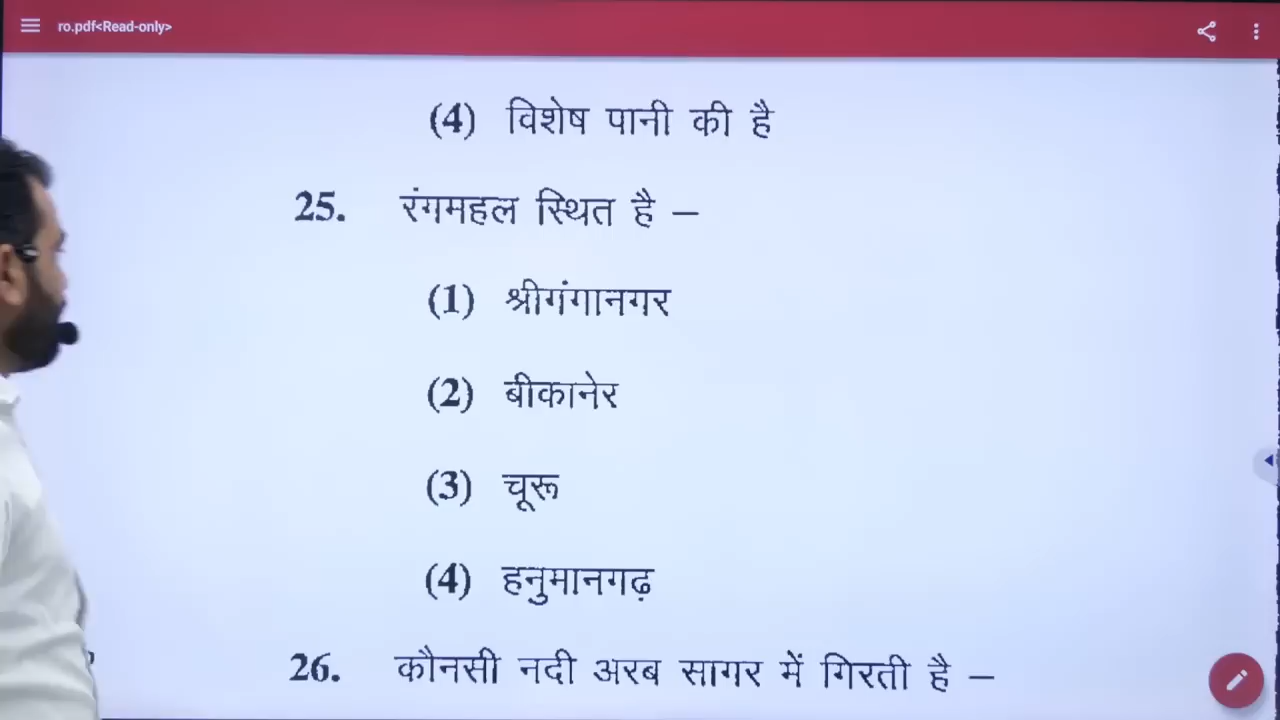 ro.pdf<Read-only>
(4) विशेष पानी की है
25. रंगमहल स्थित है –
(1) श्रीगंगानगर
(2) बीकानेर
(3) चूरू
(4) हनुमानगढ़
26. कौनसी नदी अरब सागर में गिरती है –